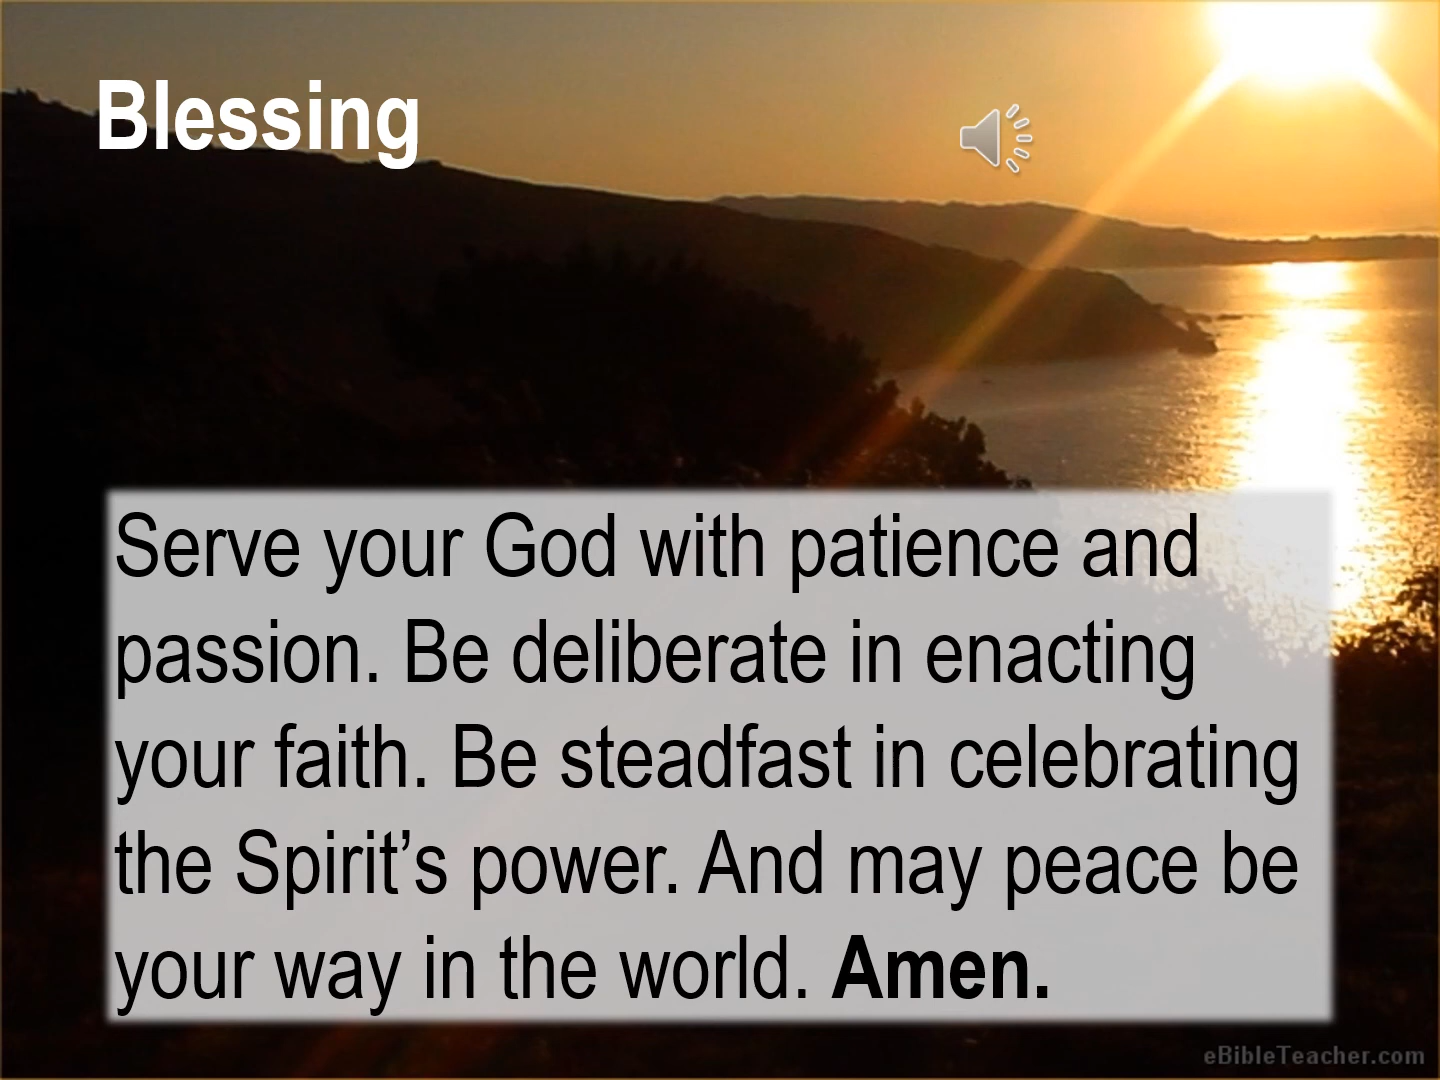 Blessing
Serve your God with patience and
passion. Be deliberate in enacting
your faith. Be steadfast in celebrating
the Spirit’s power. And may peace be
your way in the world. Amen.
eBibleTeacher.com